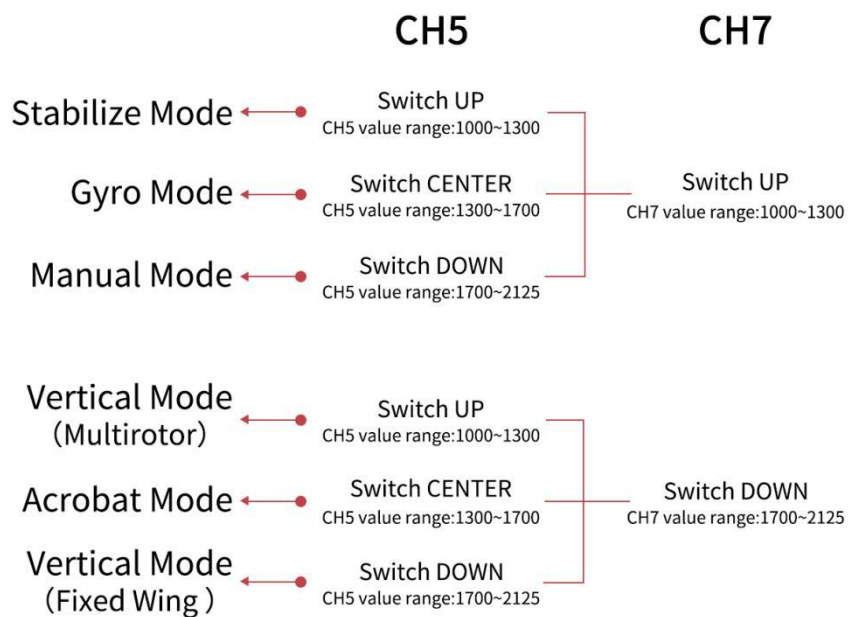 CH5 CH7
Stabilize Mode
Switch UP
CH5 value range:1000~1300
Gyro Mode
Switch CENTER
CH5 value range:1300~1700
Switch UP
CH7 value range:1000~1300
Manual Mode
Switch DOWN
CH5 value range:1700~2125
Vertical Mode
（Multirotor）
Switch UP
CH5 value range:1000~1300
Acrobat Mode
Switch CENTER
CH5 value range:1300~1700
Switch DOWN
CH7 value range:1700~2125
Vertical Mode
（Fixed Wing ）
Switch DOWN
CH5 value range:1700~2125